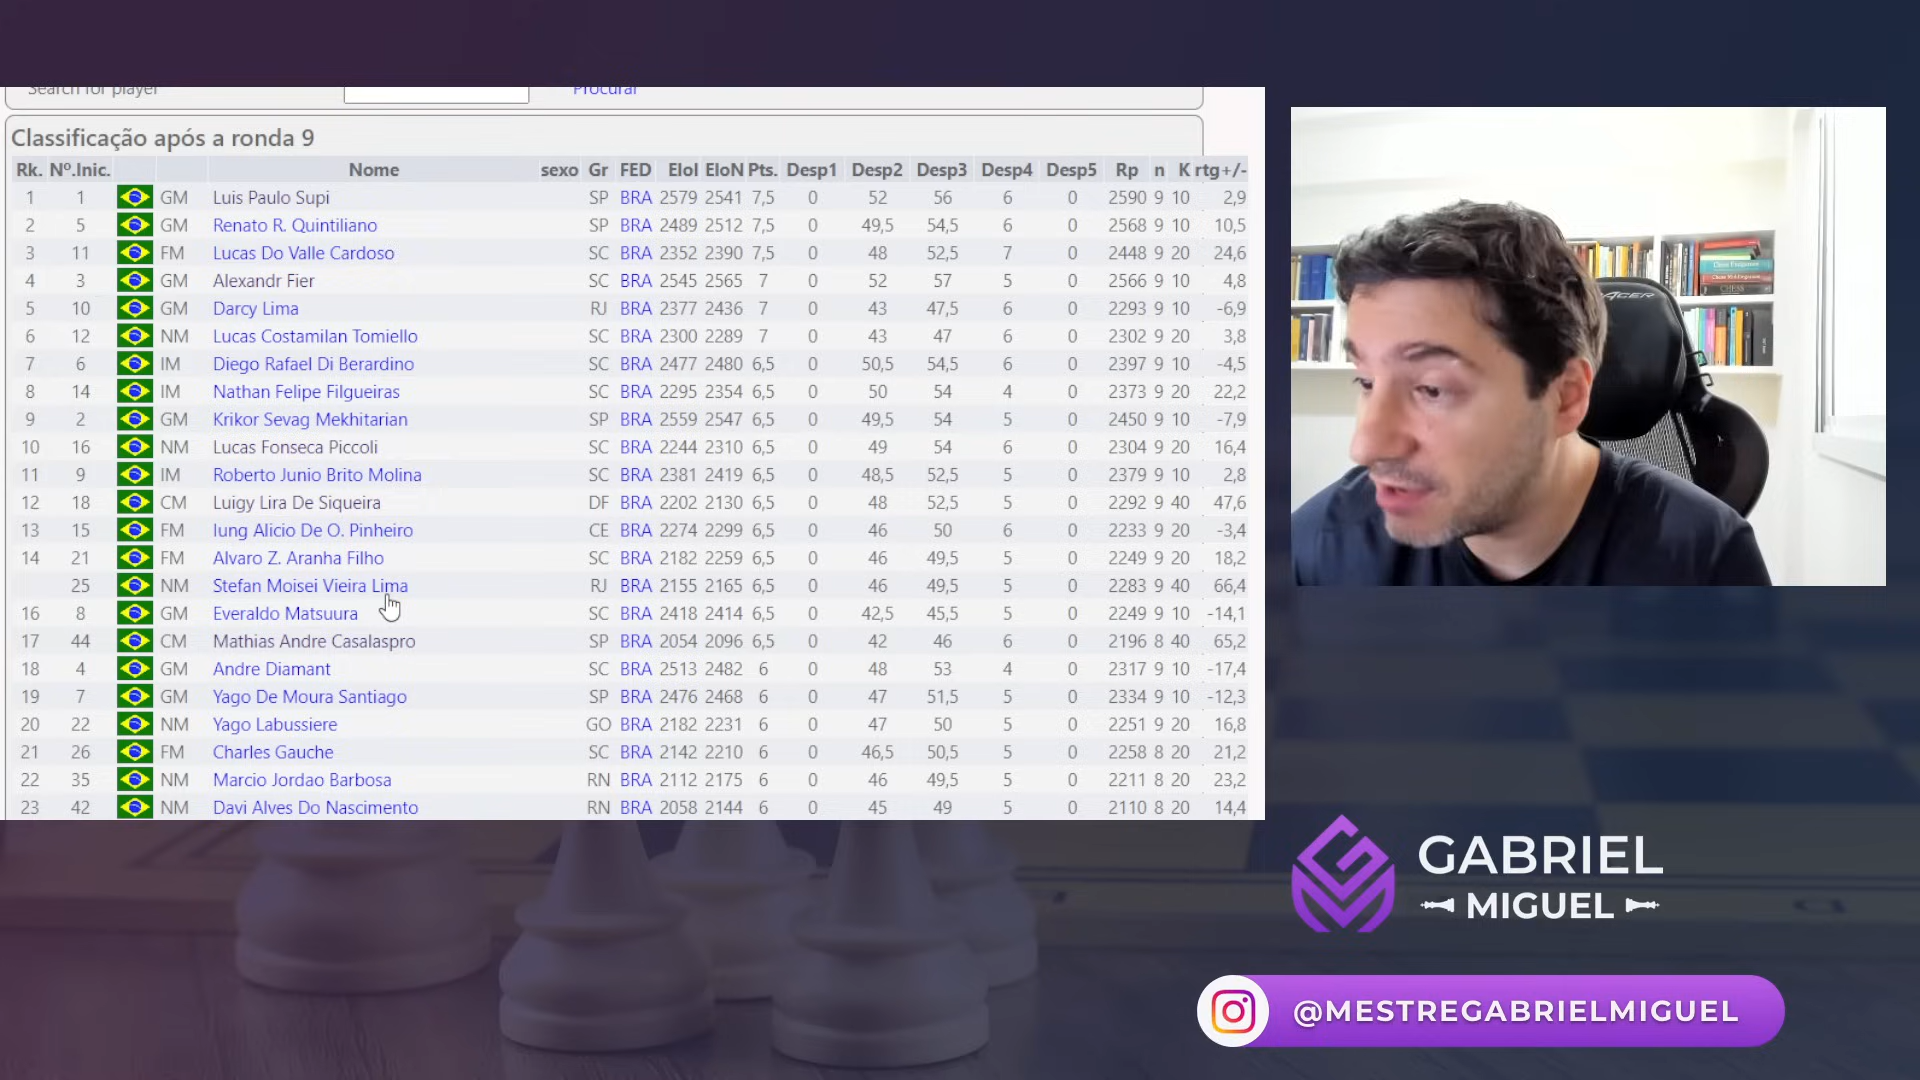 Search for player Procurar
Classificação após a ronda 9
Rk. Nº.Inic. Nome sexo Gr FED EloI EloN Pts. Desp1 Desp2 Desp3 Desp4 Desp5 Rp n K rtg+/-
1 1 GM Luis Paulo Supi SP BRA 2579 2541 7,5 0 52 56 6 0 2590 9 10 2,9
2 5 GM Renato R. Quintiliano SP BRA 2489 2512 7,5 0 49,5 54,5 6 0 2568 9 10 10,5
3 11 FM Lucas Do Valle Cardoso SC BRA 2352 2390 7,5 0 48 52,5 7 0 2448 9 20 24,6
4 3 GM Alexandr Fier SC BRA 2545 2565 7 0 52 57 5 0 2566 9 10 4,8
5 10 GM Darcy Lima RJ BRA 2377 2436 7 0 43 47,5 6 0 2293 9 10 -6,9
6 12 NM Lucas Costamilan Tomiello SC BRA 2300 2289 7 0 43 47 6 0 2302 9 20 3,8
7 6 IM Diego Rafael Di Berardino SC BRA 2477 2480 6,5 0 50,5 54,5 6 0 2397 9 10 -4,5
8 14 IM Nathan Felipe Filgueiras SC BRA 2295 2354 6,5 0 50 54 4 0 2373 9 20 22,2
9 2 GM Krikor Sevag Mekhitarian SP BRA 2559 2547 6,5 0 49,5 54 5 0 2450 9 10 -7,9
10 16 NM Lucas Fonseca Piccoli SC BRA 2244 2310 6,5 0 49 54 6 0 2304 9 20 16,4
11 9 IM Roberto Junio Brito Molina SC BRA 2381 2419 6,5 0 48,5 52,5 5 0 2379 9 10 2,8
12 18 CM Luigy Lira De Siqueira DF BRA 2202 2130 6,5 0 48 52,5 5 0 2292 9 40 47,6
13 15 FM Iung Alicio De O. Pinheiro CE BRA 2274 2299 6,5 0 46 50 6 0 2233 9 20 -3,4
14 21 FM Alvaro Z. Aranha Filho SC BRA 2182 2259 6,5 0 46 49,5 5 0 2249 9 20 18,2
25 NM Stefan Moisei Vieira Lima RJ BRA 2155 2165 6,5 0 46 49,5 5 0 2283 9 40 66,4
16 8 GM Everaldo Matsuura SC BRA 2418 2414 6,5 0 42,5 45,5 5 0 2249 9 10 -14,1
17 44 CM Mathias Andre Casalaspro SP BRA 2054 2096 6,5 0 42 46 6 0 2196 8 40 65,2
18 4 GM Andre Diamant SC BRA 2513 2482 6 0 48 53 4 0 2317 9 10 -17,4
19 7 GM Yago De Moura Santiago SP BRA 2476 2468 6 0 47 51,5 5 0 2334 9 10 -12,3
20 22 NM Yago Labussiere GO BRA 2182 2231 6 0 47 50 5 0 2251 9 20 16,8
21 26 FM Charles Gauche SC BRA 2142 2210 6 0 46,5 50,5 5 0 2258 8 20 21,2
22 35 NM Marcio Jordao Barbosa RN BRA 2112 2175 6 0 46 49,5 5 0 2211 8 20 23,2
23 42 NM Davi Alves Do Nascimento RN BRA 2058 2144 6 0 45 49 5 0 2110 8 20 14,4
GABRIEL
MIGUEL
@MESTREGABRIELMIGUEL